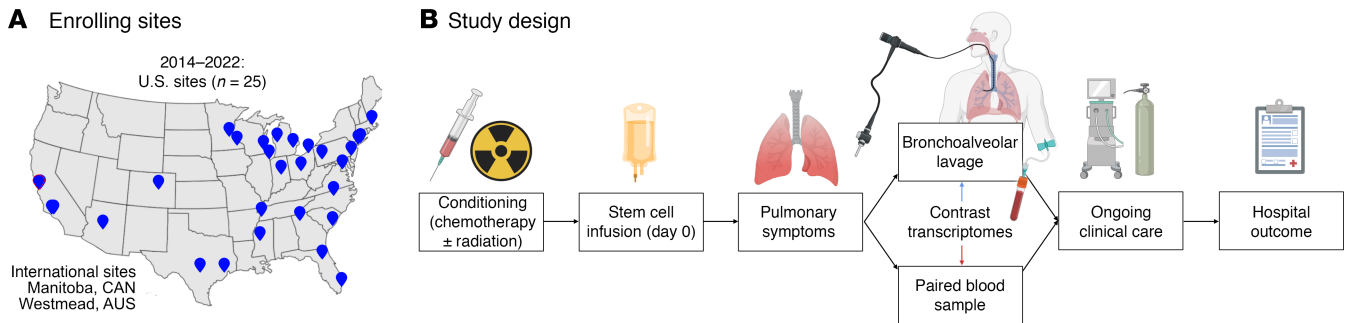 A Enrolling sites
2014–2022:
U.S. sites (n = 25)
International sites
Manitoba, CAN
Westmead, AUS
B Study design
Conditioning
(chemotherapy
± radiation)
Stem cell
infusion (day 0)
Pulmonary
symptoms
Bronchoalveolar
lavage
Contrast
transcriptomes
Paired blood
sample
Ongoing
clinical care
Hospital
outcome